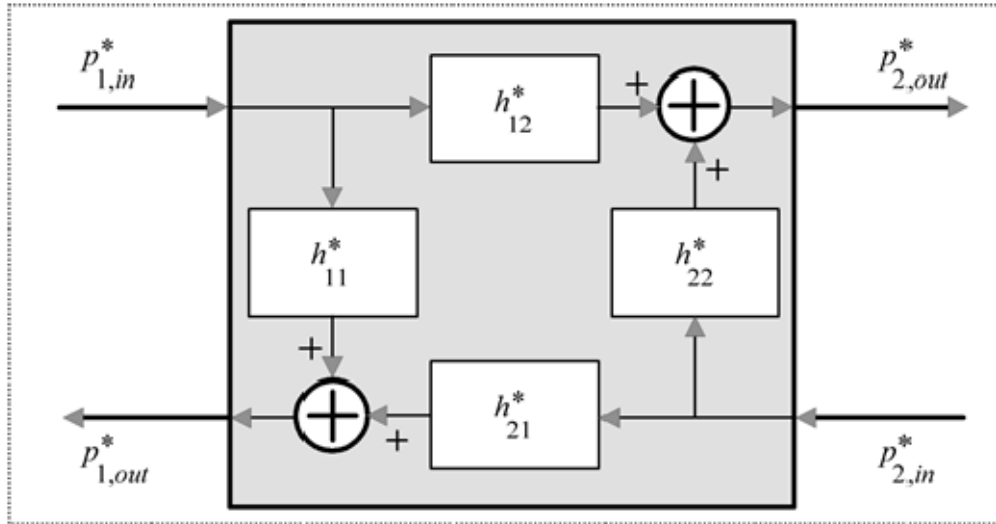 p*1,in
h*12
+
p*2,out
+
h*11
h*22
+
h*21
+
p*1,out
p*2,in